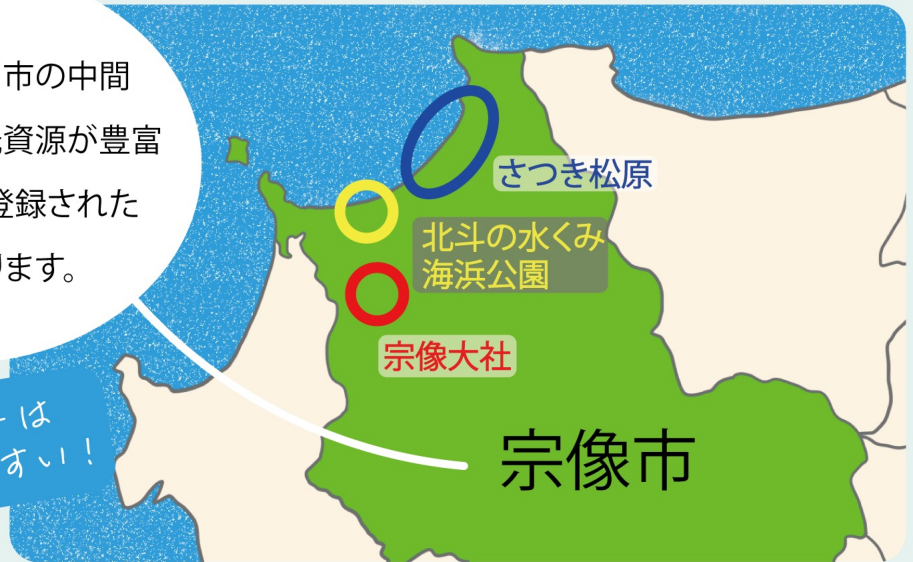 市の中間
資源が豊富
登録された
ます。
さつき松原
北斗の水くみ
海浜公園
宗像大社
は
すい！
宗像市